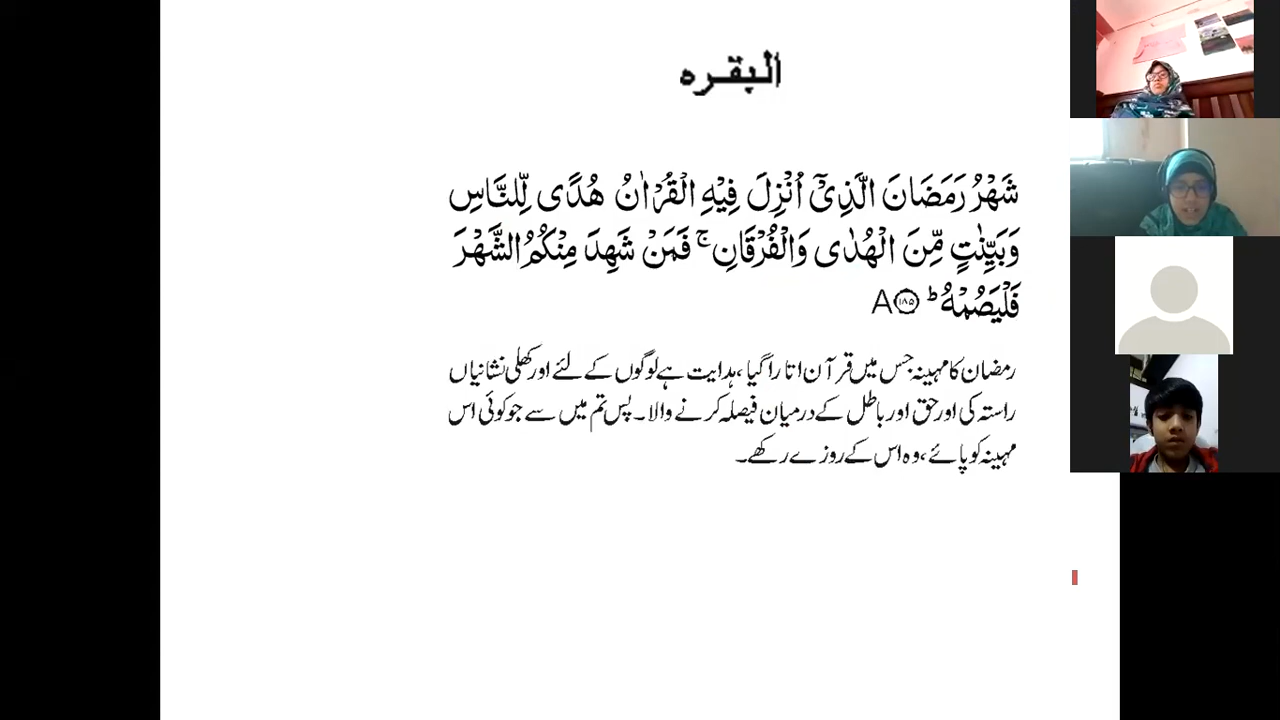 البقره
شَهْرُ رَمَضَانَ الَّذِیْۤ اُنْزِلَ فِیْهِ الْقُرْاٰنُ هُدًی لِّلنَّاسِ
وَبَیِّنٰتٍ مِّنَ الْهُدٰی وَالْفُرْقَانِ ۚ فَمَنْ شَهِدَ مِنْكُمُ الشَّهْرَ
فَلْیَصُمْهُ ؕ ۝۱۸۵ A
رمضان کا مہینہ جس میں قرآن اتارا گیا، ہدایت ہے لوگوں کے لئے اور کھلی نشانیاں
راستہ کی اور حق اور باطل کے درمیان فیصلہ کرنے والا۔ پس تم میں سے جو کوئی اس
مہینہ کو پائے، وہ اس کے روزے رکھے۔